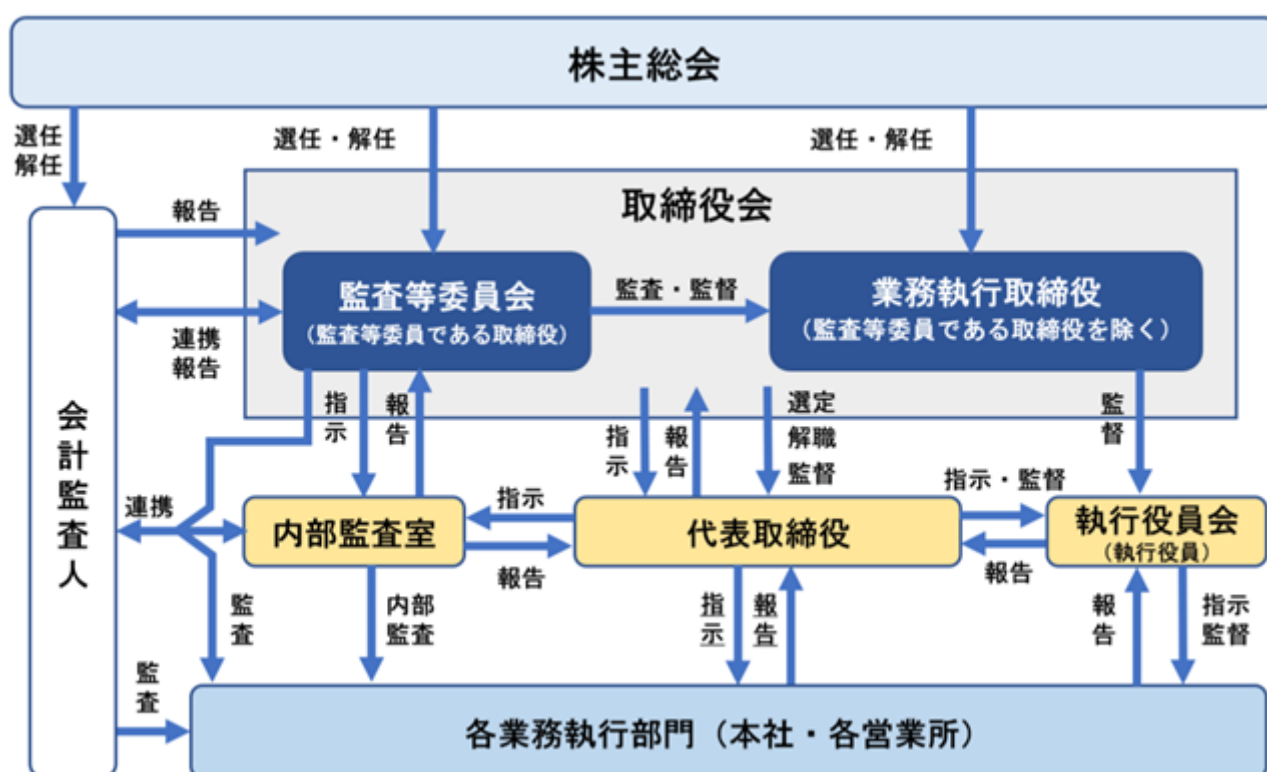 株主総会
選任
解任
選任・解任
選任・解任
取締役会
報告
監査等委員会
(監査等委員である取締役)
監査・監督
業務執行取締役
(監査等委員である取締役を除く)
連携
報告
指示
報告
指示
報告
選定
解職
監督
監督
会計監査人
連携
内部監査室
指示
報告
代表取締役
指示・監督
報告
執行役員会
(執行役員)
監査
内部
監査
指示
報告
報告
指示
監督
監査
各業務執行部門（本社・各営業所）